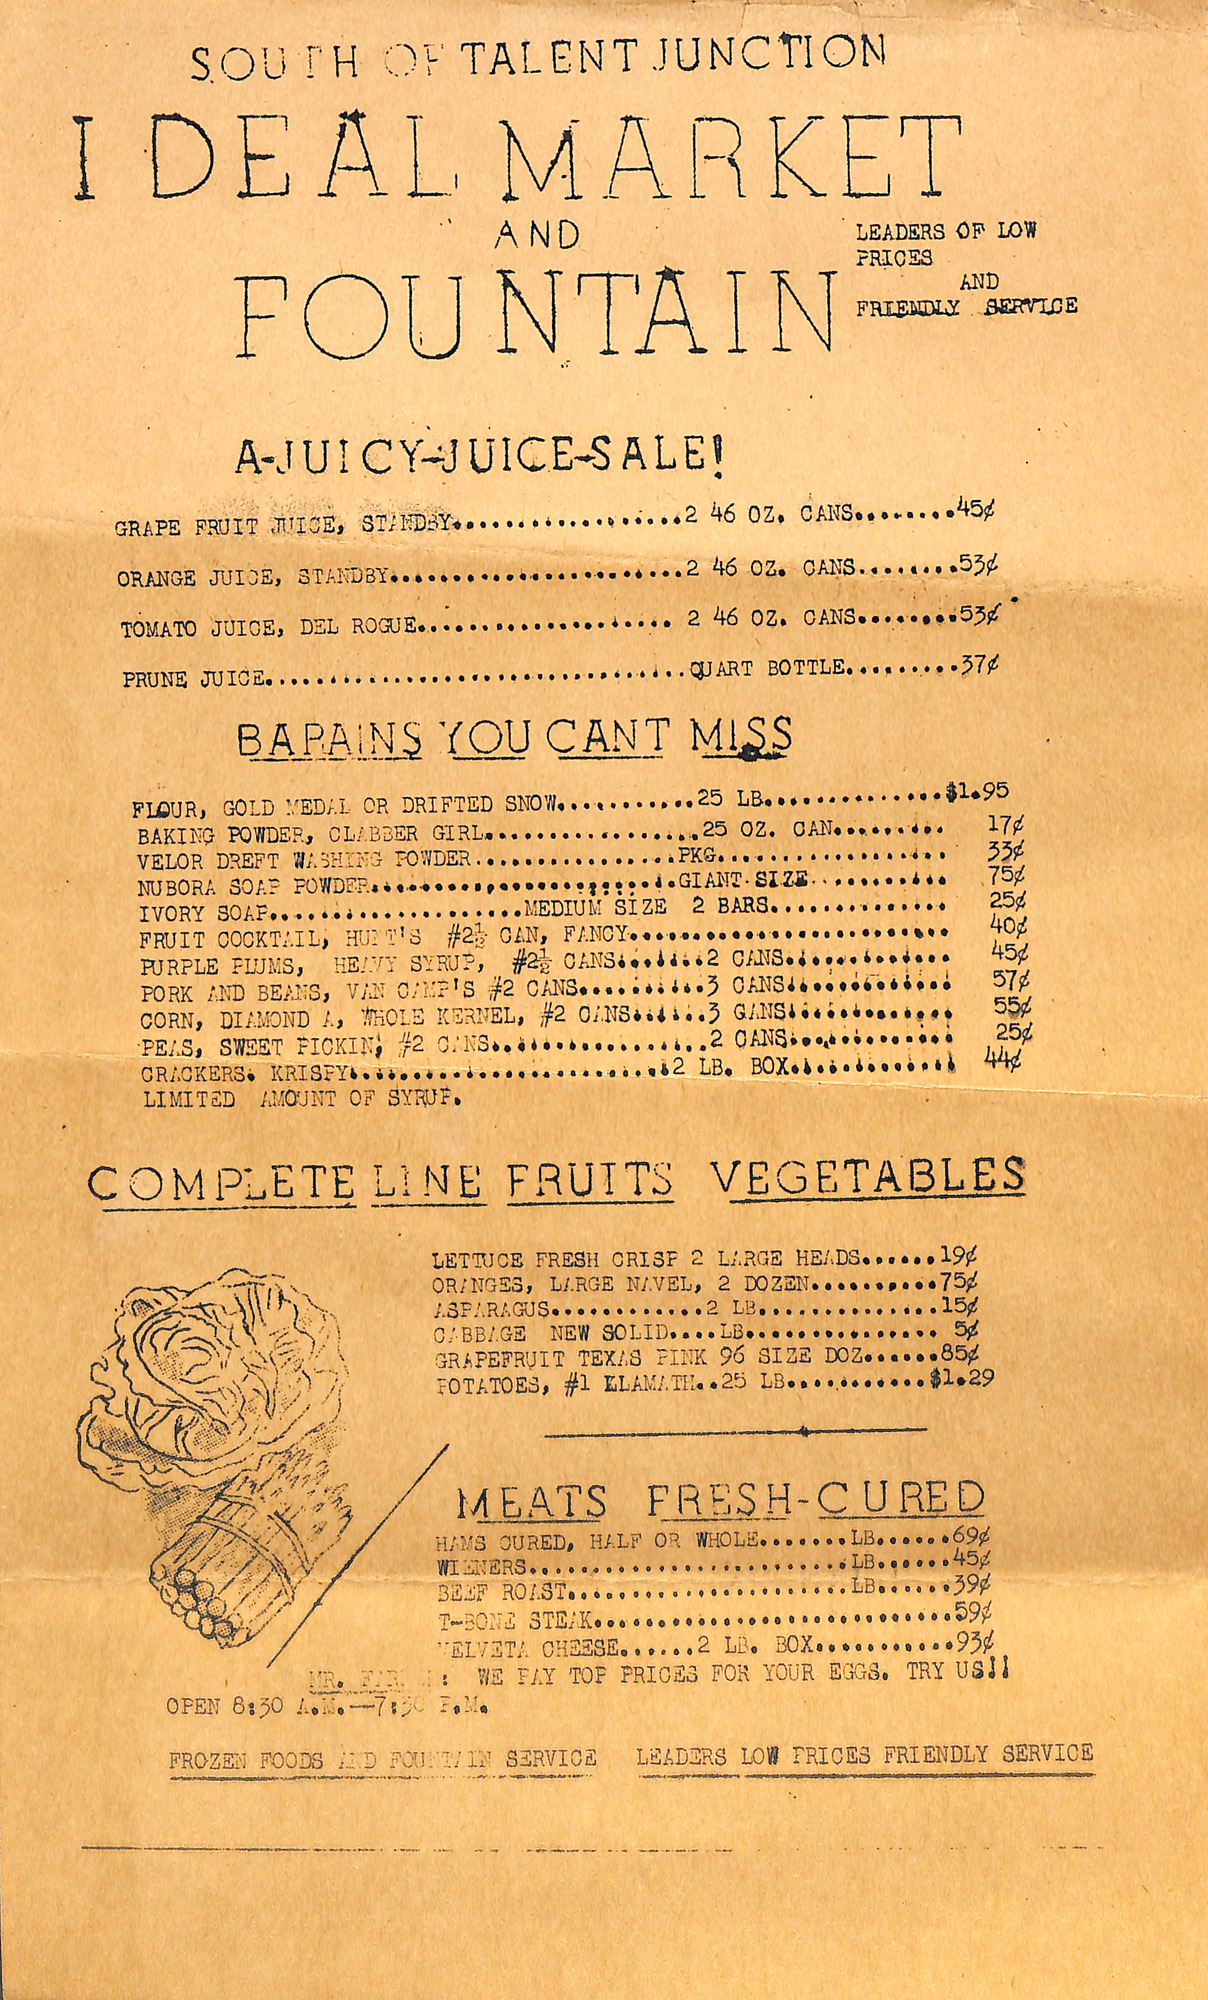 SOUTH OF TALENT JUNCTION
IDEAL MARKET
AND
FOUNTAIN
LEADERS OF LOW
PRICES
AND
FRIENDLY SERVICE
A-JUICY-JUICE-SALE!
GRAPE FRUIT JUICE, STANDBY..................2 46 OZ. CANS........45¢
ORANGE JUICE, STANDBY.......................2 46 OZ. CANS........53¢
TOMATO JUICE, DEL ROGUE.................... 2 46 OZ. CANS........53¢
PRUNE JUICE.................................QUART BOTTLE.........37¢
BARAINS YOU CANT MISS
FLOUR, GOLD MEDAL OR DRIFTED SNOW...........25 LB..............$1.95
BAKING POWDER, CLABBER GIRL.................25 OZ. CAN......... 17¢
VELOR DREFT WASHING POWDER................PKG.................. 33¢
NUBORA SOAP POWDER........................GIANT SIZE........... 75¢
IVORY SOAP....................MEDIUM SIZE 2 BARS.............. 25¢
FRUIT COCKTAIL, HUNT'S #2½ CAN, FANCY......................... 40¢
PURPLE PLUMS, HEAVY SYRUP, #2½ CANS.......2 CANS............. 45¢
PORK AND BEANS, VAN CAMP'S #2 CANS..........3 CANS............. 57¢
CORN, DIAMOND A, WHOLE KERNEL, #2 CANS......3 CANS............. 55¢
PEAS, SWEET PICKIN, #2 CANS.................2 CANS............. 25¢
CRACKERS. KRISPY.........................2 LB. BOX............. 44¢
LIMITED AMOUNT OF SYRUP.
COMPLETE LINE FRUITS VEGETABLES
LETTUCE FRESH CRISP 2 LARGE HEADS......19¢
ORANGES, LARGE NAVEL, 2 DOZEN..........75¢
ASPARAGUS............2 LB..............15¢
CABBAGE NEW SOLID....LB............... 5¢
GRAPEFRUIT TEXAS PINK 96 SIZE DOZ......85¢
POTATOES, #1 KLAMATH..25 LB...........$1.29
MEATS FRESH-CURED
HAMS CURED, HALF OR WHOLE.......LB......69¢
WIENERS.........................LB......45¢
BEEF ROAST......................LB......39¢
T-BONE STEAK............................59¢
VELVETA CHEESE......2 LB. BOX...........93¢
MR. : WE PAY TOP PRICES FOR YOUR EGGS. TRY US!!
OPEN 8:30 A.M.—7:30 P.M.
FROZEN FOODS AND FOUNTAIN SERVICE LEADERS LOW PRICES FRIENDLY SERVICE